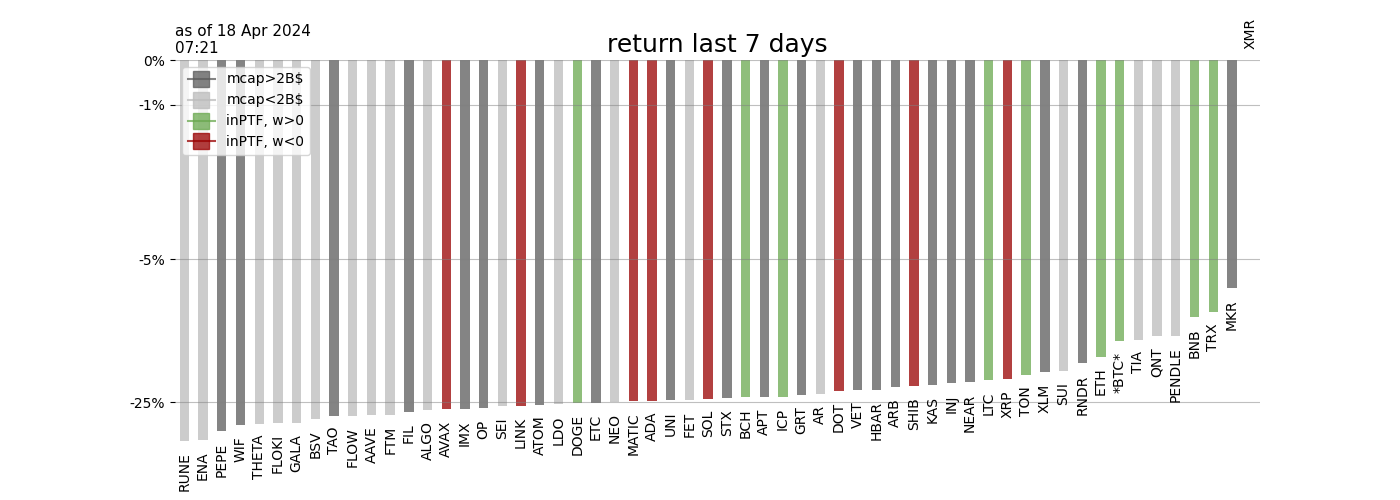 as of 18 Apr 2024
07:21
return last 7 days
XMR
0%
-1%
-5%
-25%
mcap>2B$
mcap<2B$
inPTF, w>0
inPTF, w<0
RUNE
ENA
PEPE
WIF
THETA
FLOKI
GALA
BSV
TAO
FLOW
AAVE
FTM
FIL
ALGO
AVAX
IMX
OP
SEI
LINK
ATOM
LDO
DOGE
ETC
NEO
MATIC
ADA
UNI
FET
SOL
STX
BCH
APT
ICP
GRT
AR
DOT
VET
HBAR
ARB
SHIB
KAS
INJ
NEAR
LTC
XRP
TON
XLM
SUI
RNDR
ETH
*BTC*
TIA
QNT
PENDLE
BNB
TRX
MKR